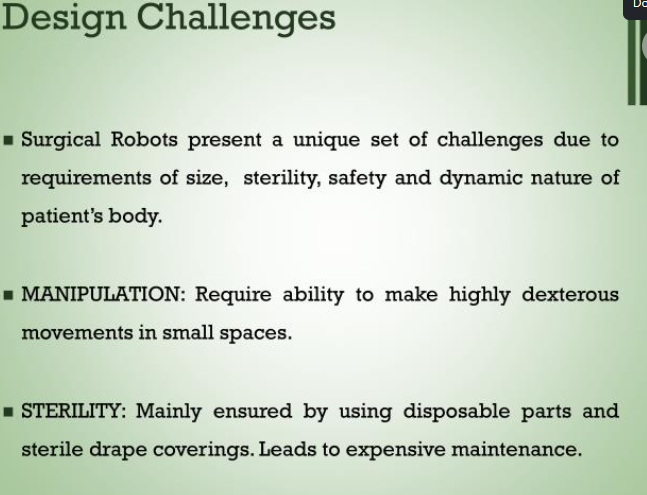 Design Challenges
Do
▪ Surgical Robots present a unique set of challenges due to
requirements of size, sterility, safety and dynamic nature of
patient's body.
▪ MANIPULATION: Require ability to make highly dexterous
movements in small spaces.
▪ STERILITY: Mainly ensured by using disposable parts and
sterile drape coverings. Leads to expensive maintenance.